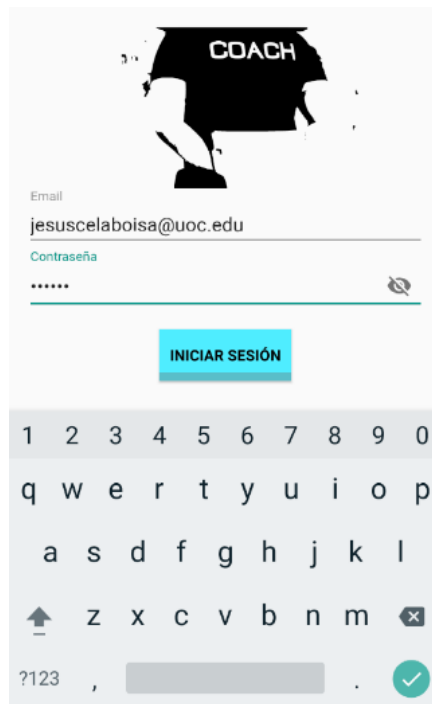 COACH
Email
jesuscelaboisa@uoc.edu
Contraseña
••••••
INICIAR SESIÓN
1 2 3 4 5 6 7 8 9 0
q w e r t y u i o p
a s d f g h j k l
z x c v b n m
?123 , .